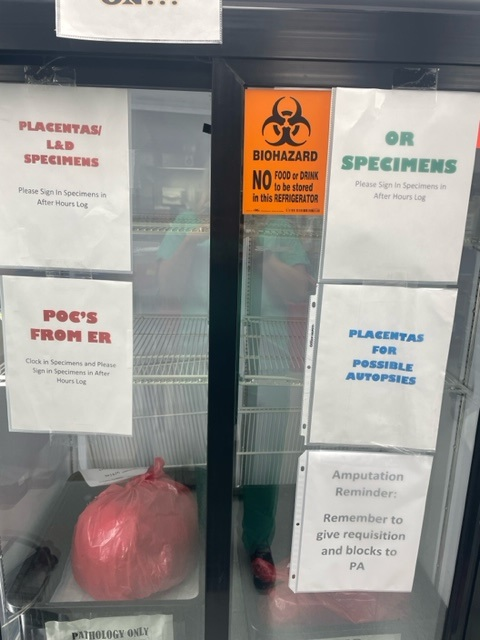 ON...
PLACENTAS/
L&D
SPECIMENS
Please Sign In Specimens in
After Hours Log
POC'S
FROM ER
Clock in Specimens and Please
Sign in Specimens in After
Hours Log
PATHOLOGY ONLY
BIOHAZARD
NO FOOD or DRINK
to be stored
in this REFRIGERATOR
OR
SPECIMENS
Please Sign In Specimens in
After Hours Log
PLACENTAS
FOR
POSSIBLE
AUTOPSIES
Amputation
Reminder:
Remember to
give requisition
and blocks to
PA